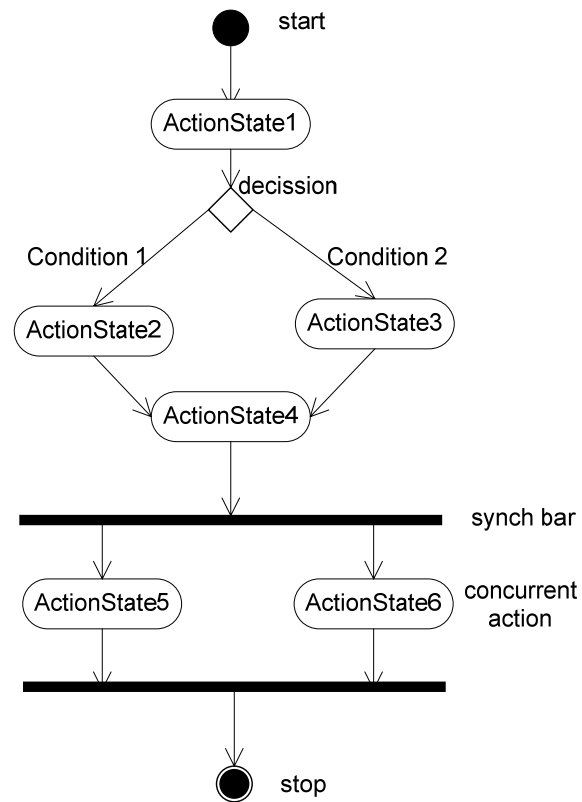 start
ActionState1
decission
Condition 1
Condition 2
ActionState2
ActionState3
ActionState4
synch bar
ActionState5
ActionState6
concurrent
action
stop